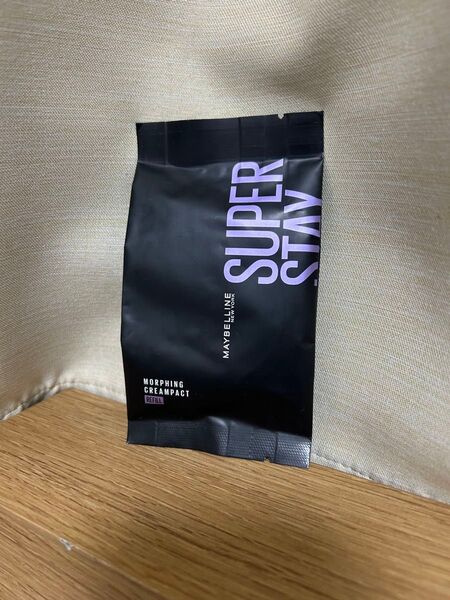 SUPER
STAY
MAYBELLINE
NEW YORK
MORPHING
CREAMPACT
REFILL